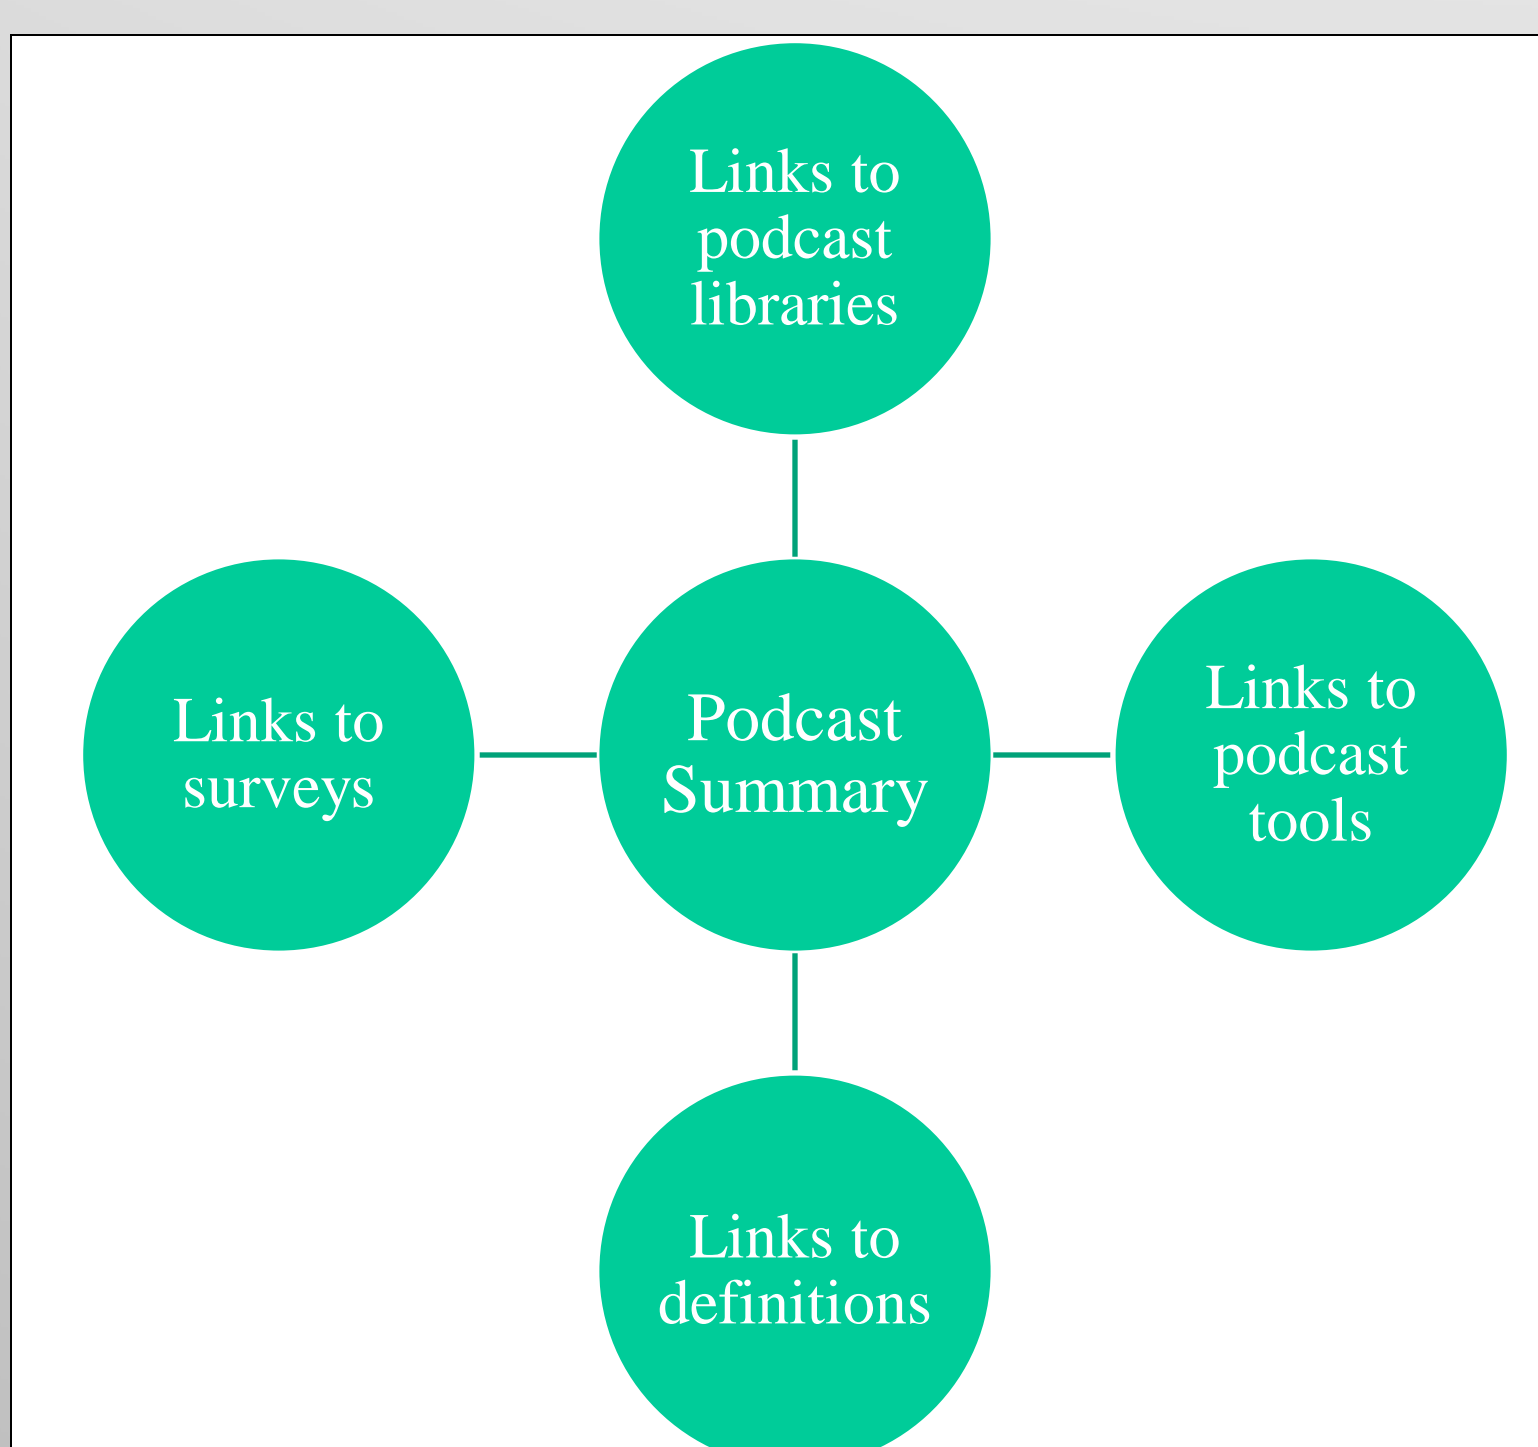 Links to
podcast
libraries
Links to
surveys
Podcast
Summary
Links to
podcast
tools
Links to
definitions